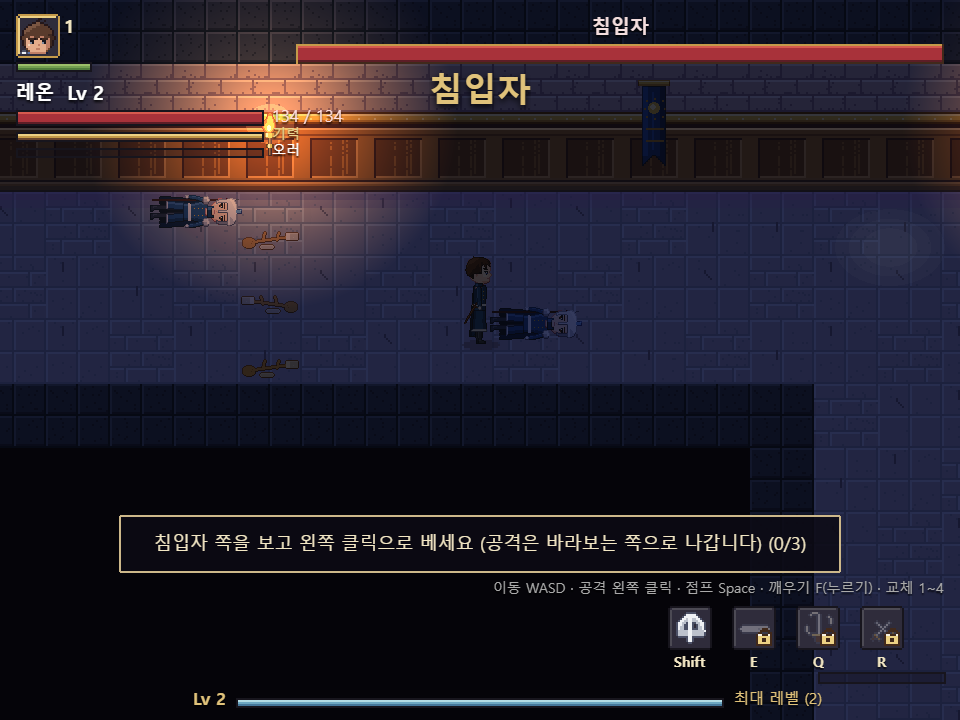 1
침입자
침입자
레온 Lv 2
134 / 134
기력
오러
침입자 쪽을 보고 왼쪽 클릭으로 베세요 (공격은 바라보는 쪽으로 나갑니다) (0/3)
이동 WASD · 공격 왼쪽 클릭 · 점프 Space · 깨우기 F(누르기) · 교체 1~4
Shift E Q R
Lv 2 최대 레벨 (2)